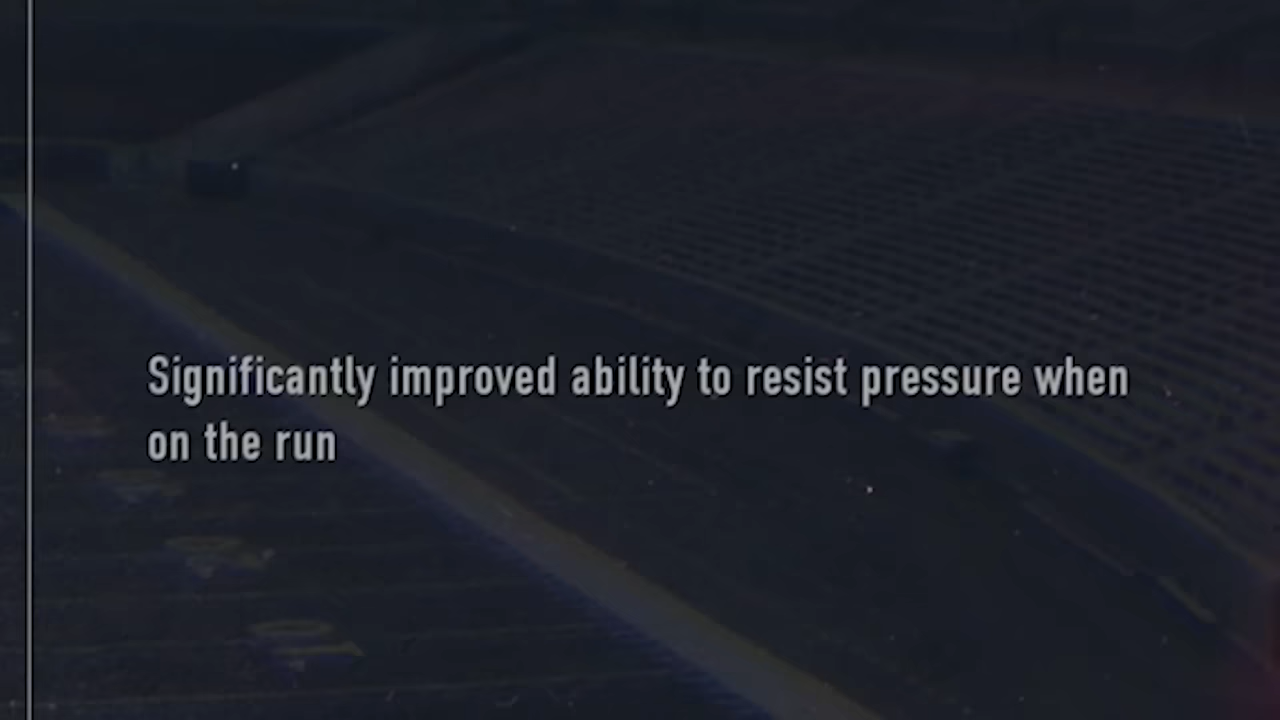 Significantly improved ability to resist pressure when
on the run